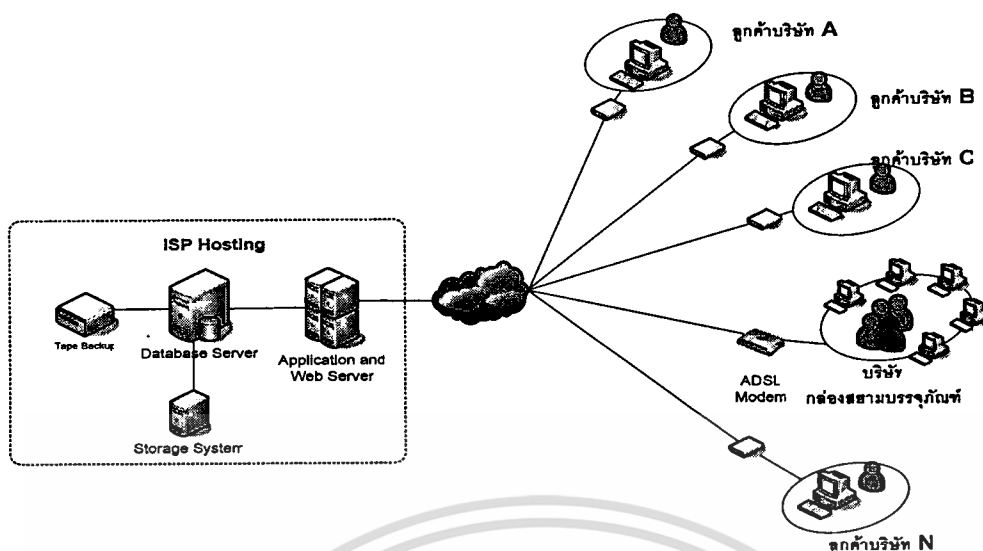 ลูกค้าบริษัท A
ลูกค้าบริษัท B
ลูกค้าบริษัท C
ISP Hosting
Tape Backup
Database Server
Application and
Web Server
Storage System
ADSL
Modem
บริษัท
กล่องสยามบรรจุภัณฑ์
ลูกค้าบริษัท N